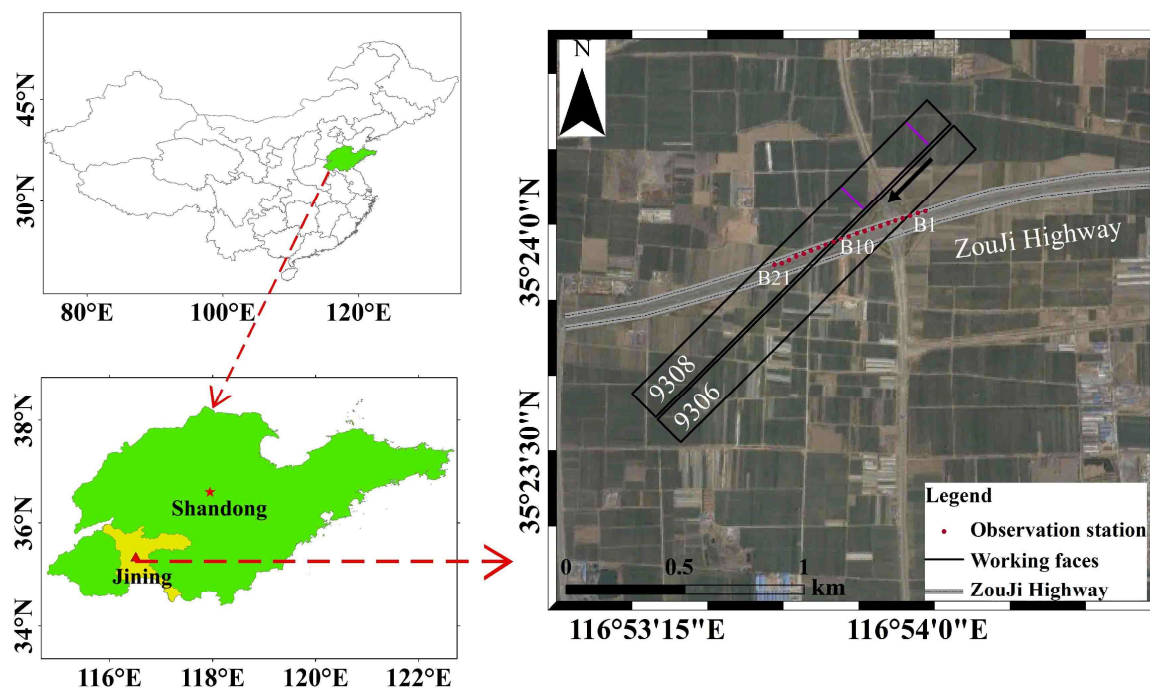 45°N
30°N
80°E
100°E
120°E
38°N
36°N
34°N
Shandong
Jining
116°E
118°E
120°E
122°E
N
35°24'0"N
35°23'30"N
B1
B10
B21
ZouJi Highway
9308
9306
Legend
Observation station
Working faces
ZouJi Highway
0
0.5
1
km
116°53'15"E
116°54'0"E